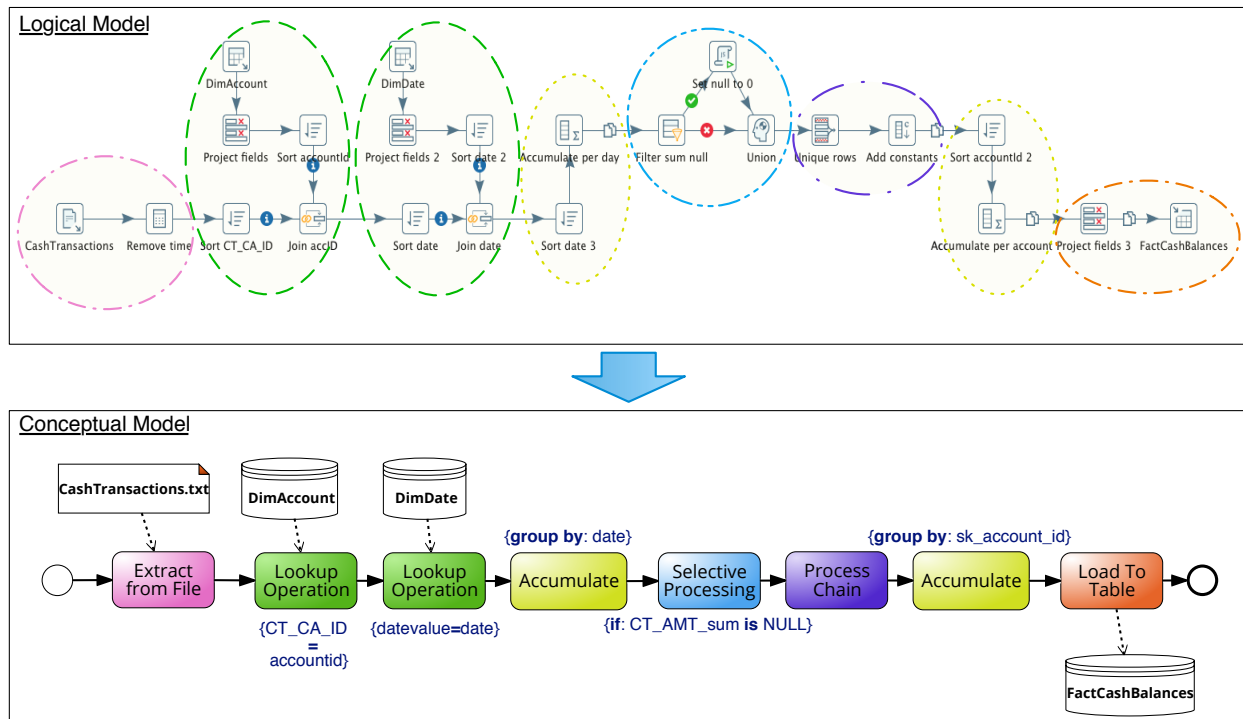 Logical Model
DimAccount
DimDate
Set null to 0
Project fields
Sort accountId
Project fields 2
Sort date 2
Accumulate per day
Filter sum null
Union
Unique rows
Add constants
Sort accountId 2
CashTransactions
Remove time
Sort CT_CA_ID
Join accID
Sort date
Join date
Sort date 3
Accumulate per account
Project fields 3
FactCashBalances
Conceptual Model
CashTransactions.txt
DimAccount
DimDate
{group by: date}
{group by: sk_account_id}
Extract
from File
Lookup
Operation
Lookup
Operation
Accumulate
Selective
Processing
Process
Chain
Accumulate
Load To
Table
{CT_CA_ID
=
accountid}
{datevalue=date}
{if: CT_AMT_sum is NULL}
FactCashBalances